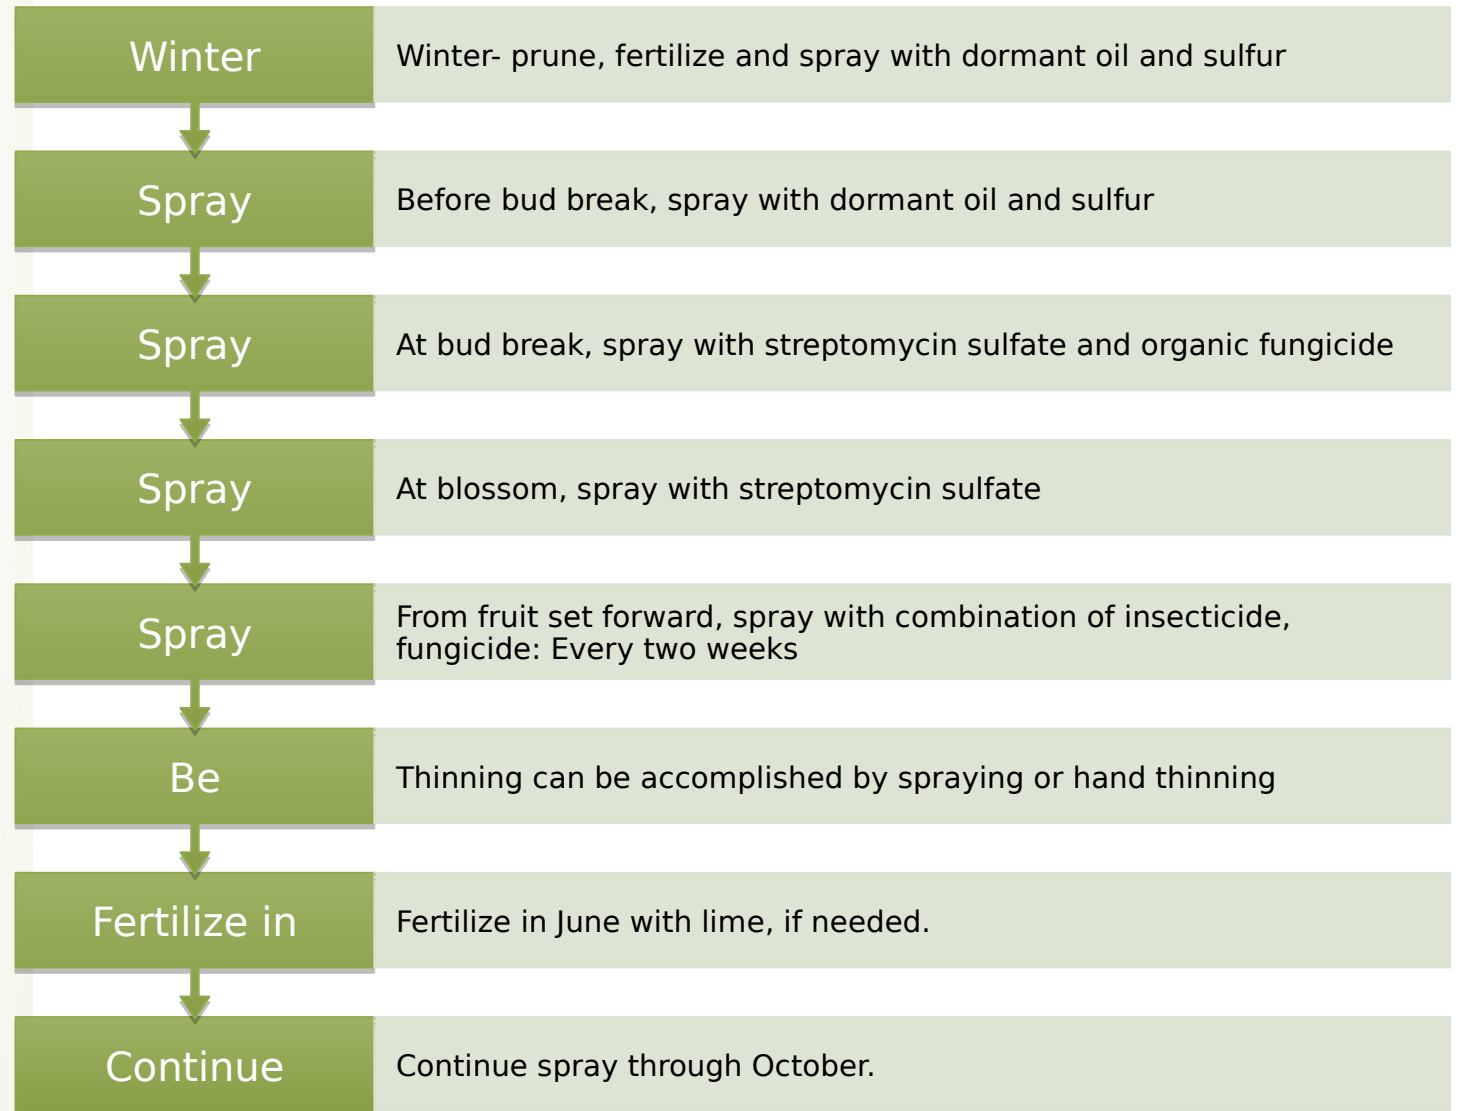 Winter
Winter- prune, fertilize and spray with dormant oil and sulfur
Spray
Before bud break, spray with dormant oil and sulfur
Spray
At bud break, spray with streptomycin sulfate and organic fungicide
Spray
At blossom, spray with streptomycin sulfate
Spray
From fruit set forward, spray with combination of insecticide,
fungicide: Every two weeks
Be
Thinning can be accomplished by spraying or hand thinning
Fertilize in
Fertilize in June with lime, if needed.
Continue
Continue spray through October.